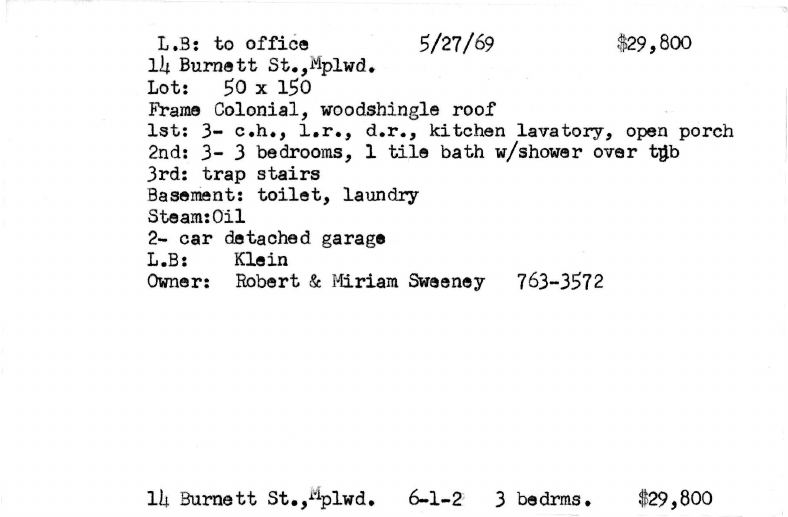 L.B: to office 5/27/69 $29,800
14 Burnett St.,Mplwd.
Lot: 50 x 150
Frame Colonial, woodshingle roof
1st: 3- c.h., l.r., d.r., kitchen lavatory, open porch
2nd: 3- 3 bedrooms, 1 tile bath w/shower over tub
3rd: trap stairs
Basement: toilet, laundry
Steam:Oil
2- car detached garage
L.B: Klein
Owner: Robert & Miriam Sweeney 763-3572
14 Burnett St.,Mplwd. 6-1-2 3 bedrms. $29,800